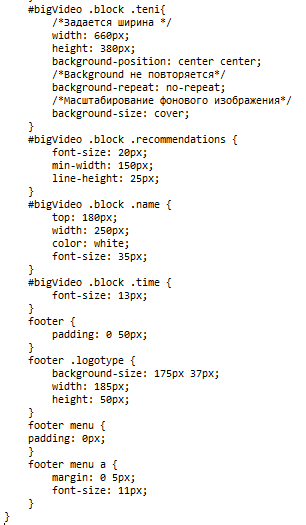 #bigVideo .block .teni{
/*Задается ширина */
width: 660px;
height: 380px;
background-position: center center;
/*Background не повторяется*/
background-repeat: no-repeat;
/*Масштабирование фонового изображения*/
background-size: cover;
}
#bigVideo .block .recommendations {
font-size: 20px;
min-width: 150px;
line-height: 25px;
}
#bigVideo .block .name {
top: 180px;
width: 250px;
color: white;
font-size: 35px;
}
#bigVideo .block .time {
font-size: 13px;
}
footer {
padding: 0 50px;
}
footer .logotype {
background-size: 175px 37px;
width: 185px;
height: 50px;
}
footer menu {
padding: 0px;
}
footer menu a {
margin: 0 5px;
font-size: 11px;
}
}